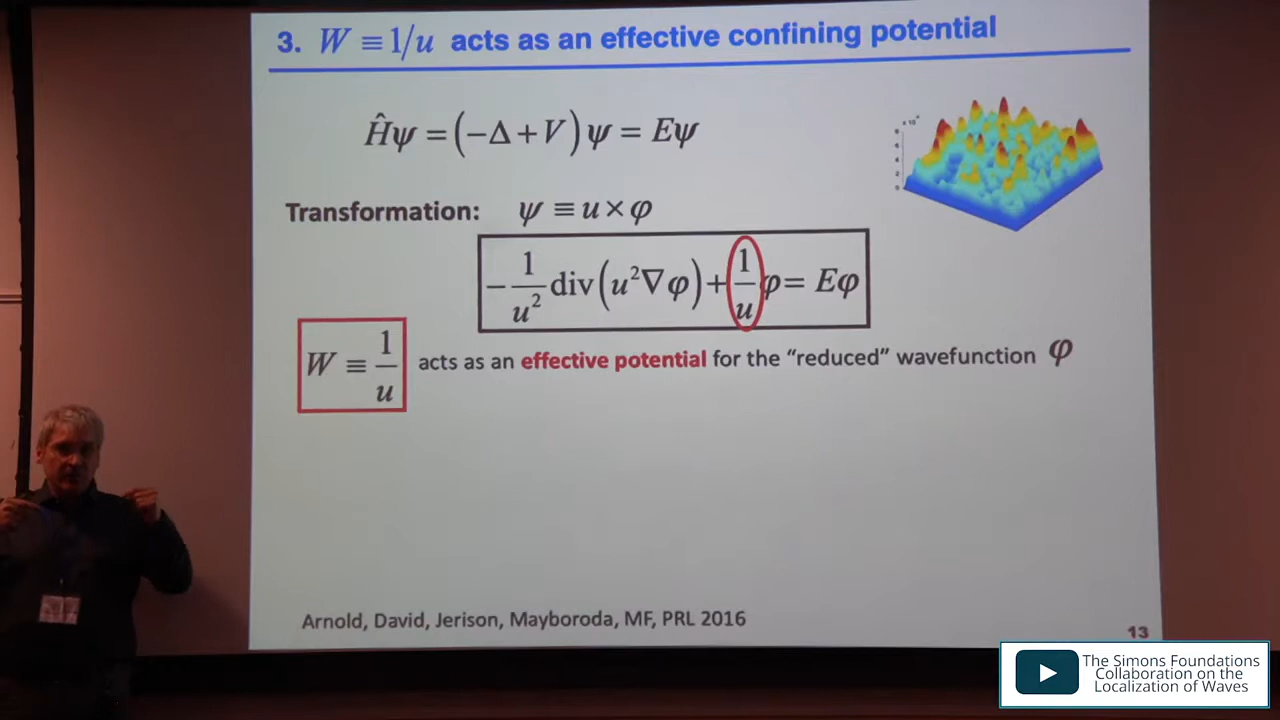 3. W ≡ 1/u acts as an effective confining potential
Ĥψ = (−Δ + V) ψ = Eψ
Transformation: ψ ≡ u × φ
− 1/u² div(u²∇φ) + 1/u φ = Eφ
W ≡ 1/u acts as an effective potential for the “reduced” wavefunction φ
Arnold, David, Jerison, Mayboroda, MF, PRL 2016
13
The Simons Foundations
Collaboration on the
Localization of Waves